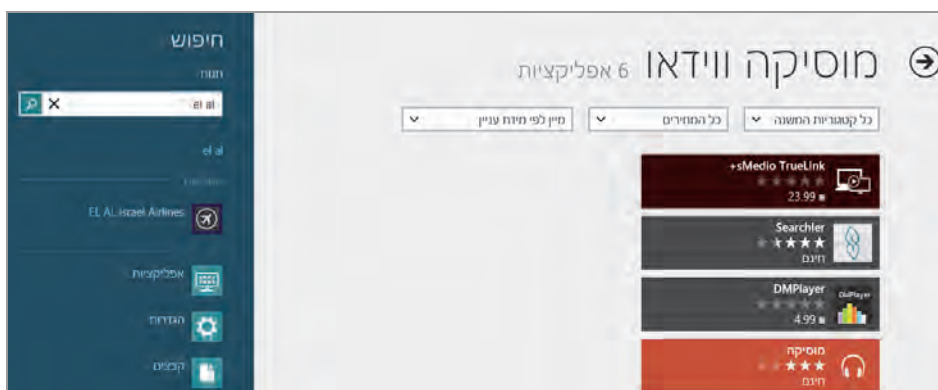 מוסיקה ווידאו 6 אפליקציות
כל קטגוריות המשנה
כל המחירים
מיין לפי מידת עניין
sMedio TrueLink+
₪ 23.99
Searchler
חינם
DMPlayer
DMPlayer
₪ 4.99
מוסיקה
חינם
חיפוש
חנות
el al
el al
EL AL Israel Airlines
אפליקציות
הגדרות
קבצים